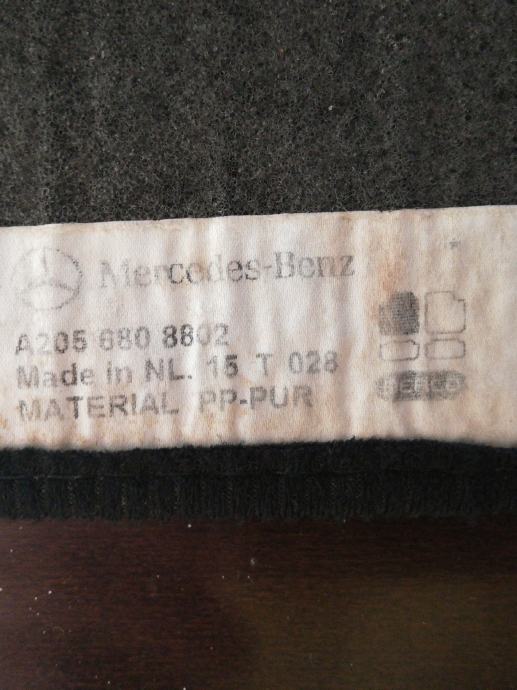 Mercedes-Benz
A205 680 8802
Made in NL. 15 T 028
MATERIAL PP-PUR